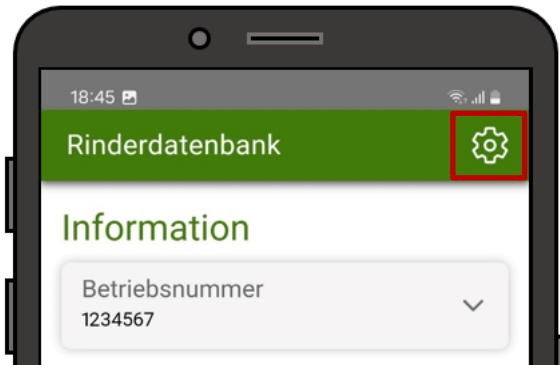 18:45
Rinderdatenbank
Information
Betriebsnummer
1234567